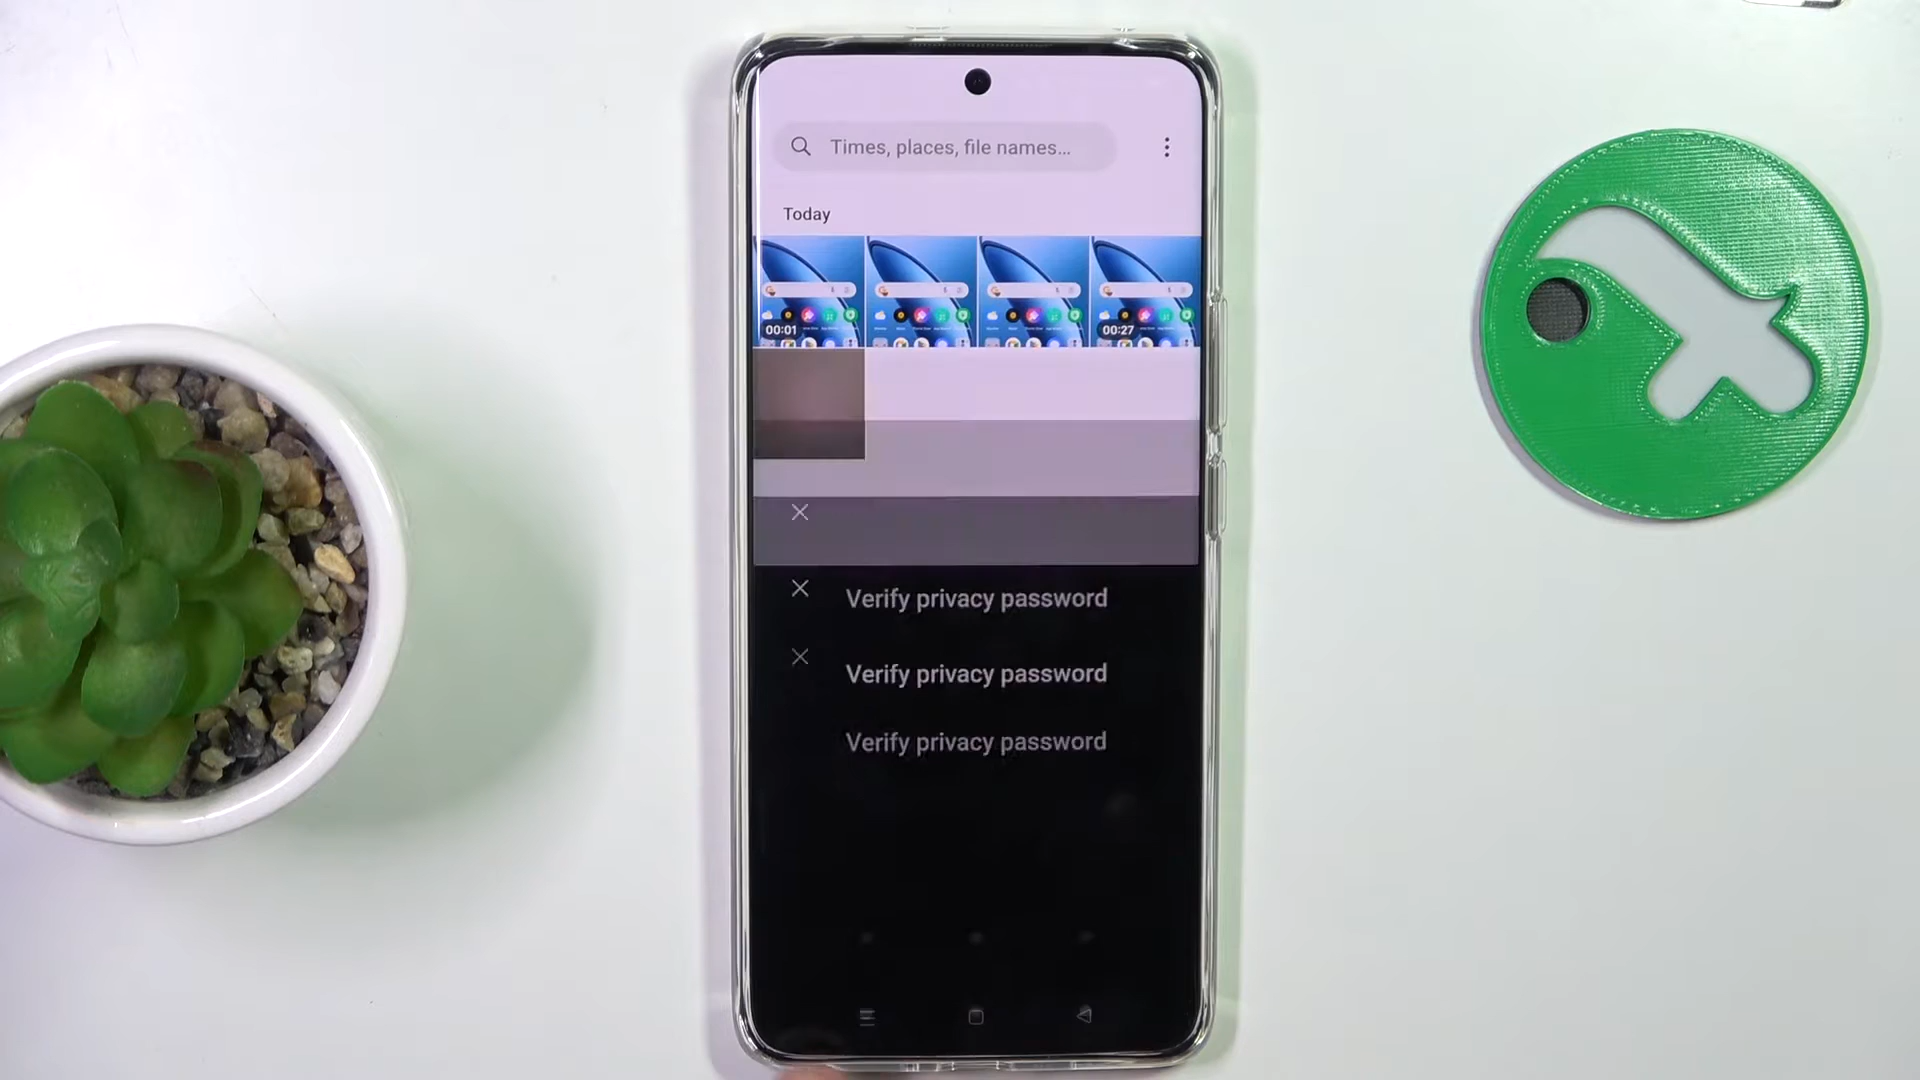 Times, places, file names...
Today
00:01
00:27
Verify privacy password
Verify privacy password
Verify privacy password